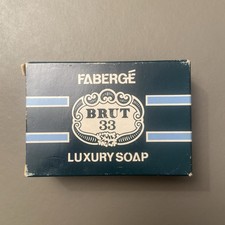 FABERGÉ
BRUT
33
LUXURY SOAP